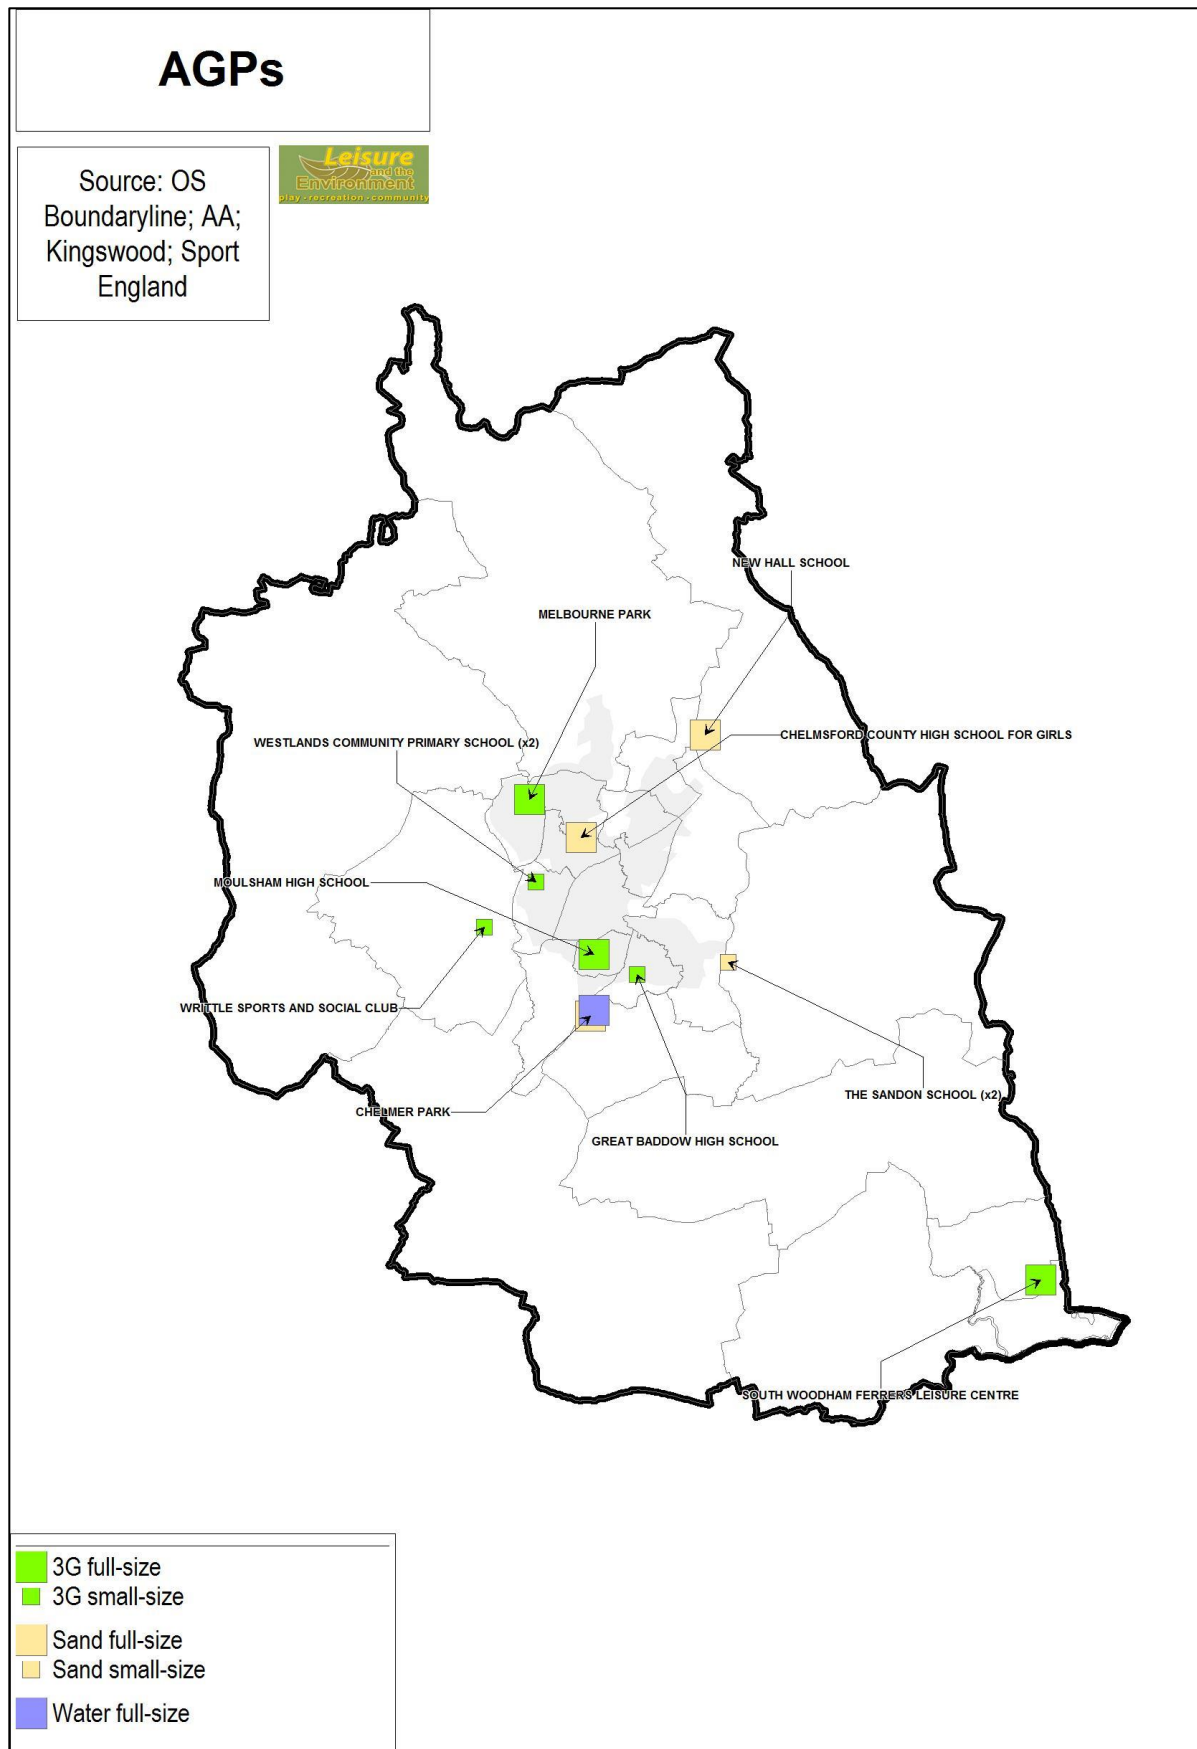 AGPs
Source: OS
Boundaryline; AA;
Kingswood; Sport
England
Leisure
and the
Environment
play • recreation • community
NEW HALL SCHOOL
MELBOURNE PARK
CHELMSFORD COUNTY HIGH SCHOOL FOR GIRLS
WESTLANDS COMMUNITY PRIMARY SCHOOL (x2)
MOULSHAM HIGH SCHOOL
WRITTLE SPORTS AND SOCIAL CLUB
THE SANDON SCHOOL (x2)
CHELMER PARK
GREAT BADDOW HIGH SCHOOL
SOUTH WOODHAM FERRERS LEISURE CENTRE
3G full-size
3G small-size
Sand full-size
Sand small-size
Water full-size